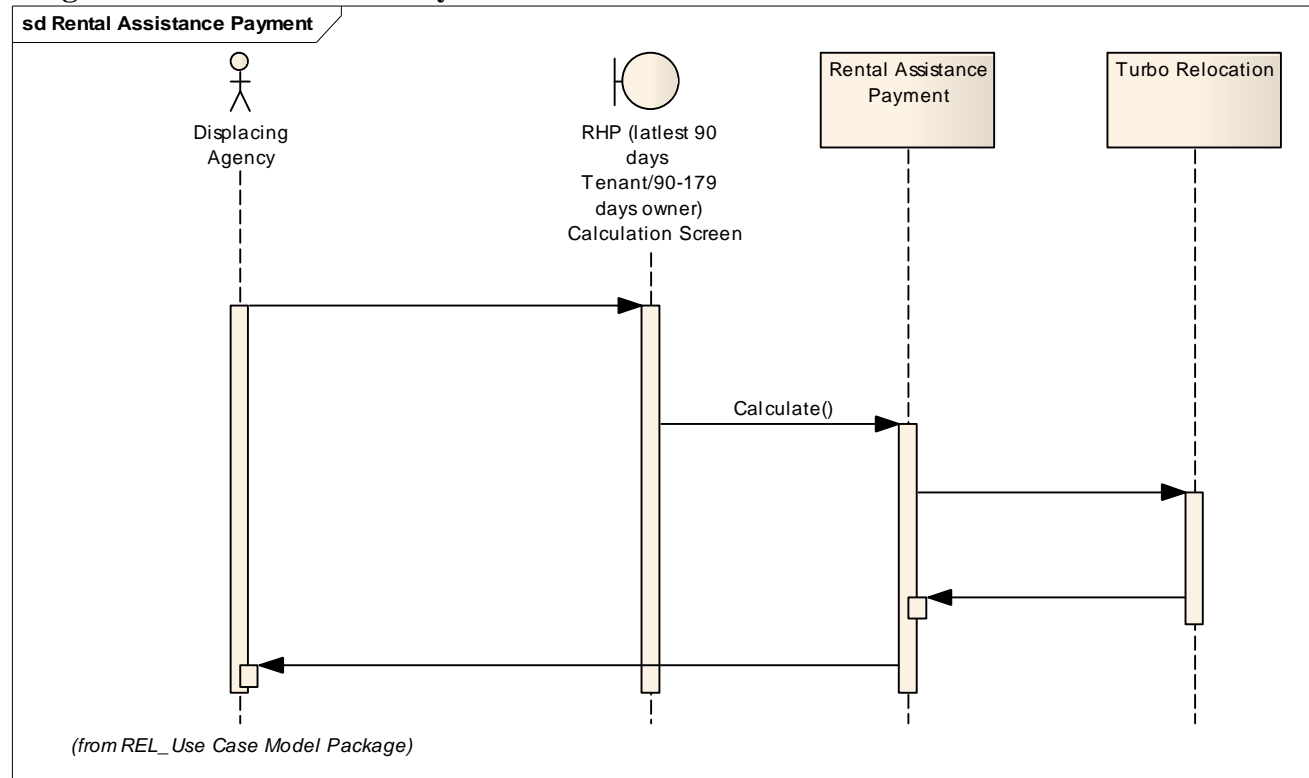 sd Rental Assistance Payment
Displacing
Agency
RHP (latlest 90
days
Tenant/90-179
days owner)
Calculation Screen
Rental Assistance
Payment
Turbo Relocation
Calculate()
(from REL_Use Case Model Package)